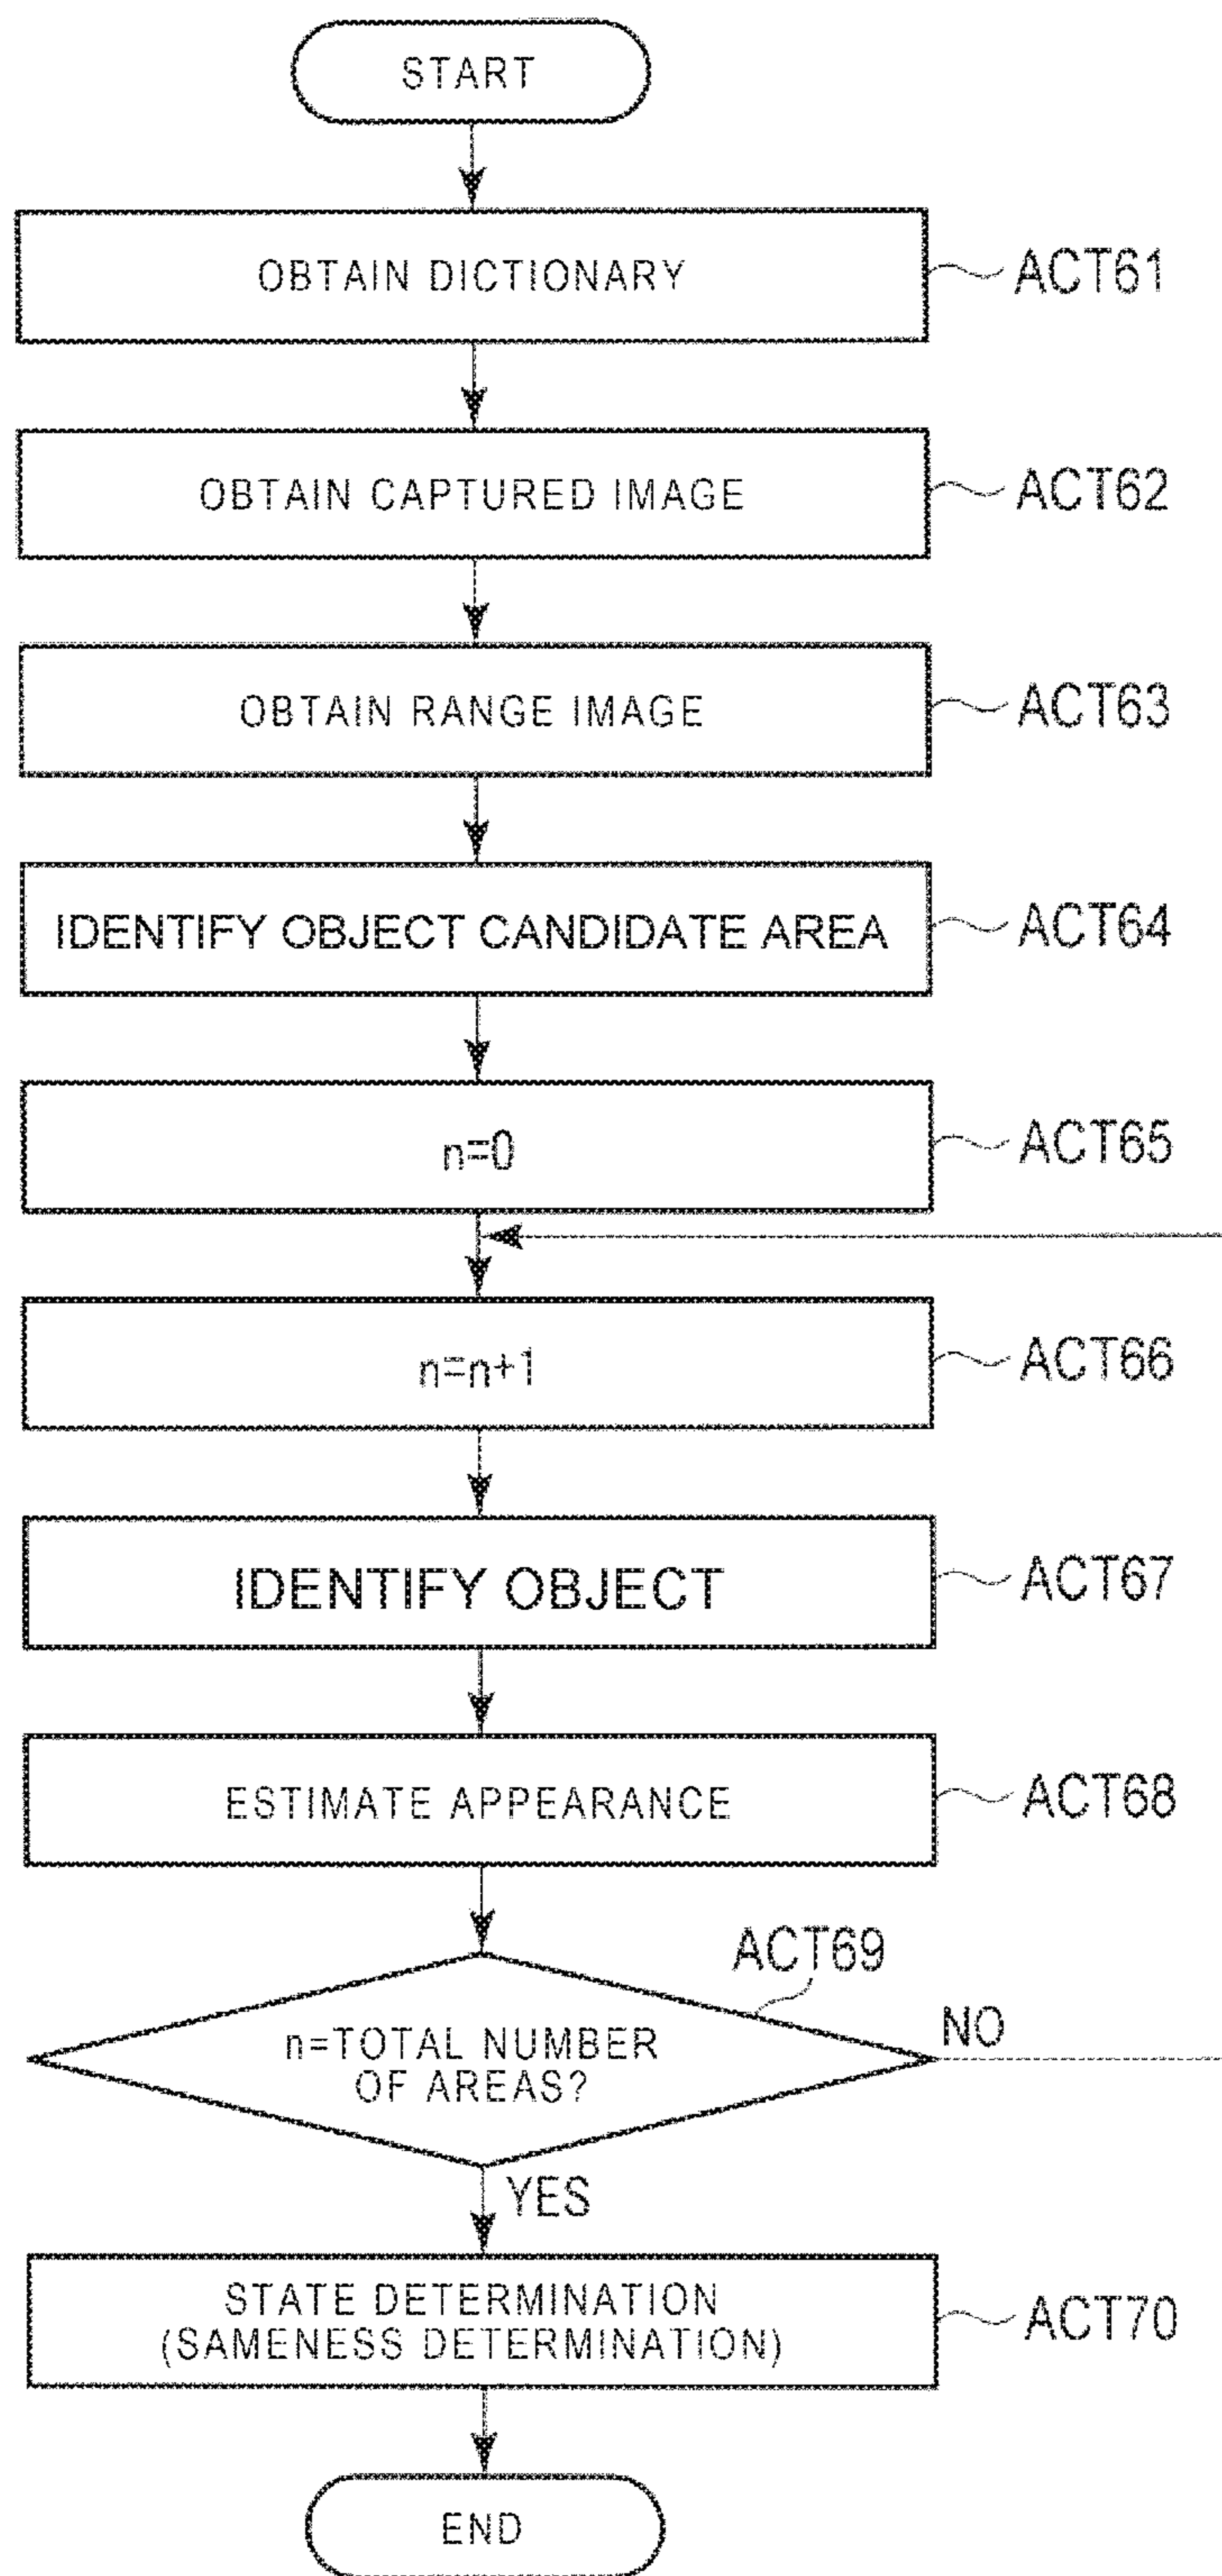 START
OBTAIN DICTIONARY
ACT61
OBTAIN CAPTURED IMAGE
ACT62
OBTAIN RANGE IMAGE
ACT63
IDENTIFY OBJECT CANDIDATE AREA
ACT64
n=0
ACT65
n=n+1
ACT66
IDENTIFY OBJECT
ACT67
ESTIMATE APPEARANCE
ACT68
ACT69
n=TOTAL NUMBER
OF AREAS?
NO
YES
STATE DETERMINATION
(SAMENESS DETERMINATION)
ACT70
END